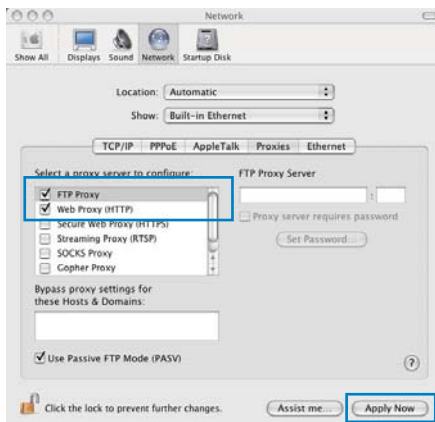 Network
Show All Displays Sound Network Startup Disk
Location: Automatic
Show: Built-in Ethernet
TCP/IP PPPoE AppleTalk Proxies Ethernet
Select a proxy server to configure: FTP Proxy Server
FTP Proxy :
Web Proxy (HTTP) Proxy server requires password
Secure Web Proxy (HTTPS)
Streaming Proxy (RTSP) Set Password...
SOCKS Proxy
Gopher Proxy
Bypass proxy settings for
these Hosts & Domains:
Use Passive FTP Mode (PASV) ?
Click the lock to prevent further changes. Assist me... Apply Now